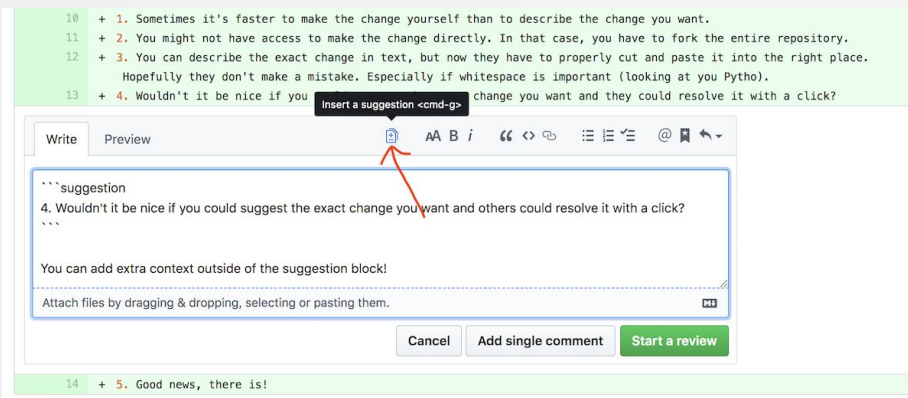 10 + 1. Sometimes it's faster to make the change yourself than to describe the change you want.
11 + 2. You might not have access to make the change directly. In that case, you have to fork the entire repository.
12 + 3. You can describe the exact change in text, but now they have to properly cut and paste it into the right place.
Hopefully they don't make a mistake. Especially if whitespace is important (looking at you Pytho).
13 + 4. Wouldn't it be nice if you change you want and they could resolve it with a click?
Insert a suggestion <cmd-g>
Write Preview AA B i “ <> @
```suggestion
4. Wouldn't it be nice if you could suggest the exact change you want and others could resolve it with a click?
```
You can add extra context outside of the suggestion block!
Attach files by dragging & dropping, selecting or pasting them. M↓
Cancel Add single comment Start a review
14 + 5. Good news, there is!